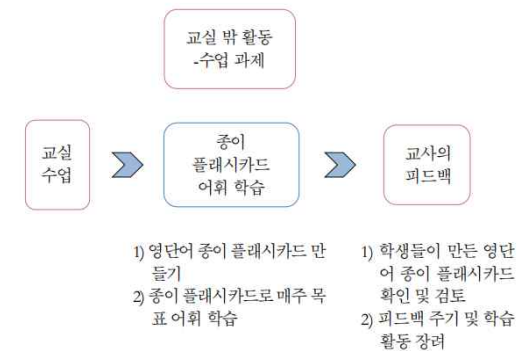 교실 밖 활동
-수업 과제
교실
수업
종이
플래시카드
어휘 학습
교사의
피드백
1) 영단어 종이 플래시카드 만
들기
2) 종이 플래시카드로 매주 목
표 어휘 학습
1) 학생들이 만든 영단
어 종이 플래시카드
확인 및 검토
2) 피드백 주기 및 학습
활동 장려